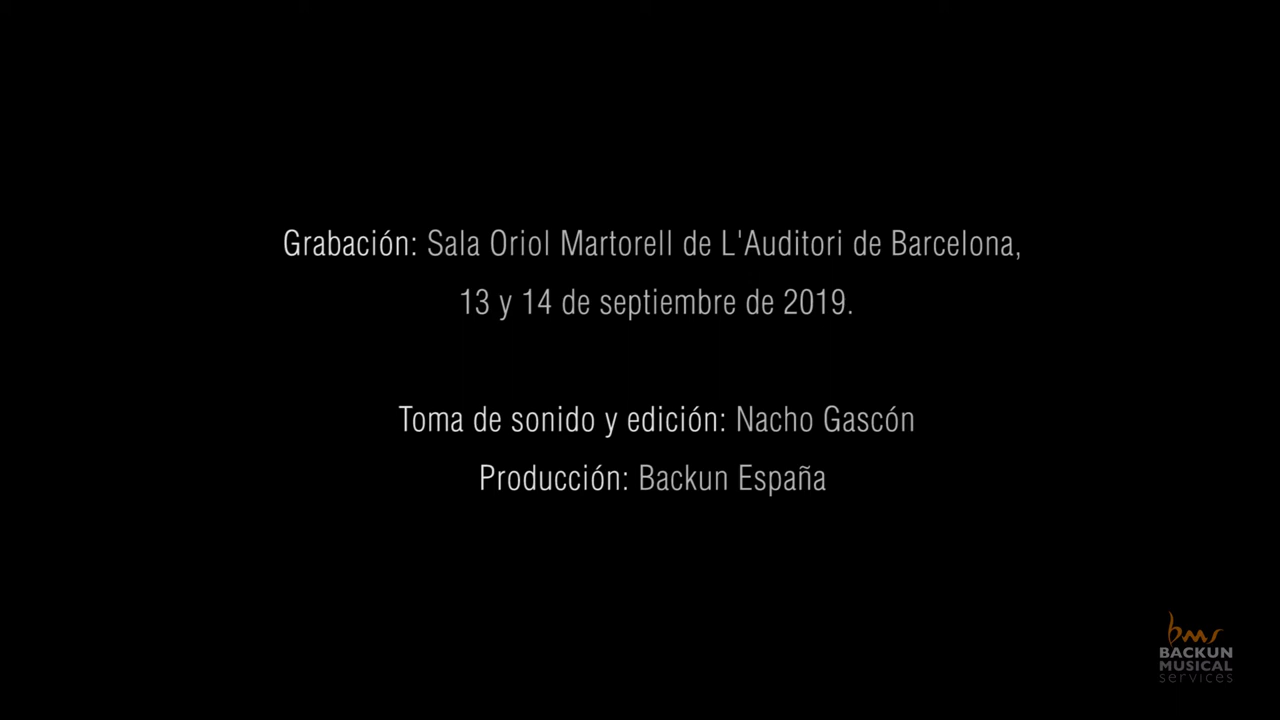 Grabación: Sala Oriol Martorell de L'Auditori de Barcelona,
13 y 14 de septiembre de 2019.
Toma de sonido y edición: Nacho Gascón
Producción: Backun España
bms
BACKUN
MUSICAL
services